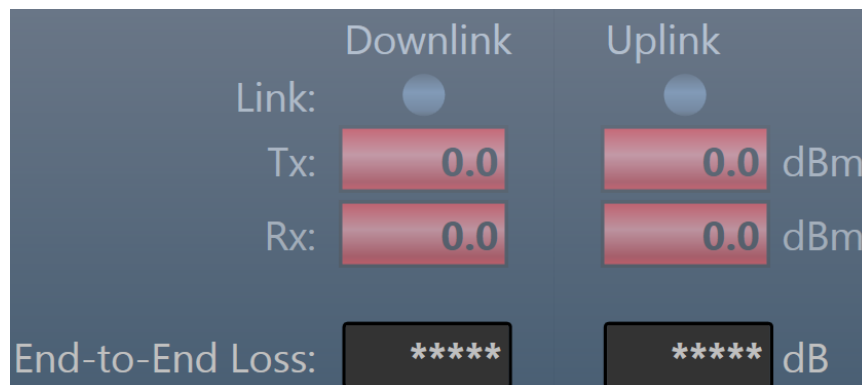 Downlink Uplink
Link:
Tx: 0.0 0.0 dBm
Rx: 0.0 0.0 dBm
End-to-End Loss: ***** ***** dB